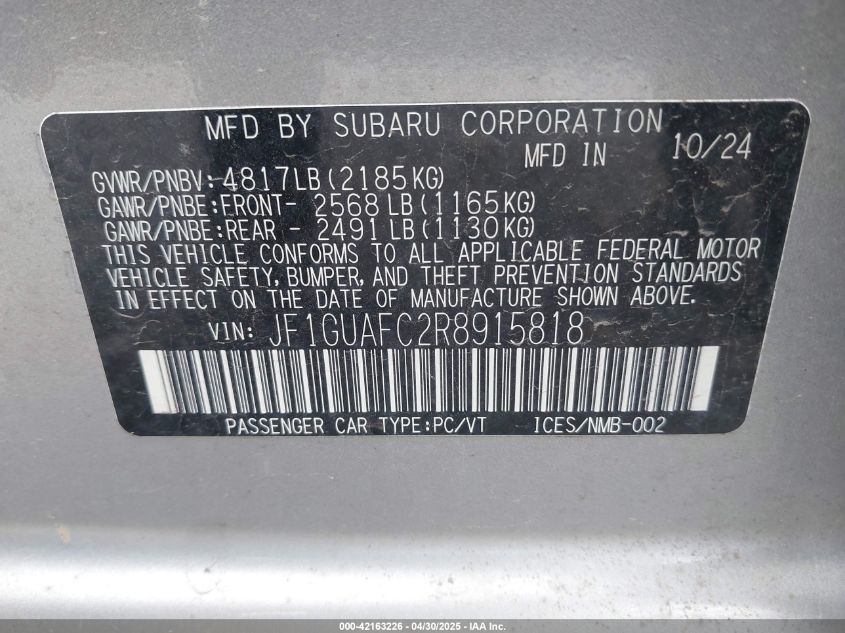 MFD BY SUBARU CORPORATION
MFD IN 10/24
GVWR/PNBV:4817LB(2185KG)
GAWR/PNBE:FRONT- 2568LB(1165KG)
GAWR/PNBE:REAR - 2491LB(1130KG)
THIS VEHICLE CONFORMS TO ALL APPLICABLE FEDERAL MOTOR
VEHICLE SAFETY, BUMPER, AND THEFT PREVENTION STANDARDS
IN EFFECT ON THE DATE OF MANUFACTURE SHOWN ABOVE.
VIN: JF1GUAFC2R8915818
PASSENGER CAR TYPE:PC/VT ICES/NMB-002
000-42163226 - 04/30/2025 - IAA Inc.